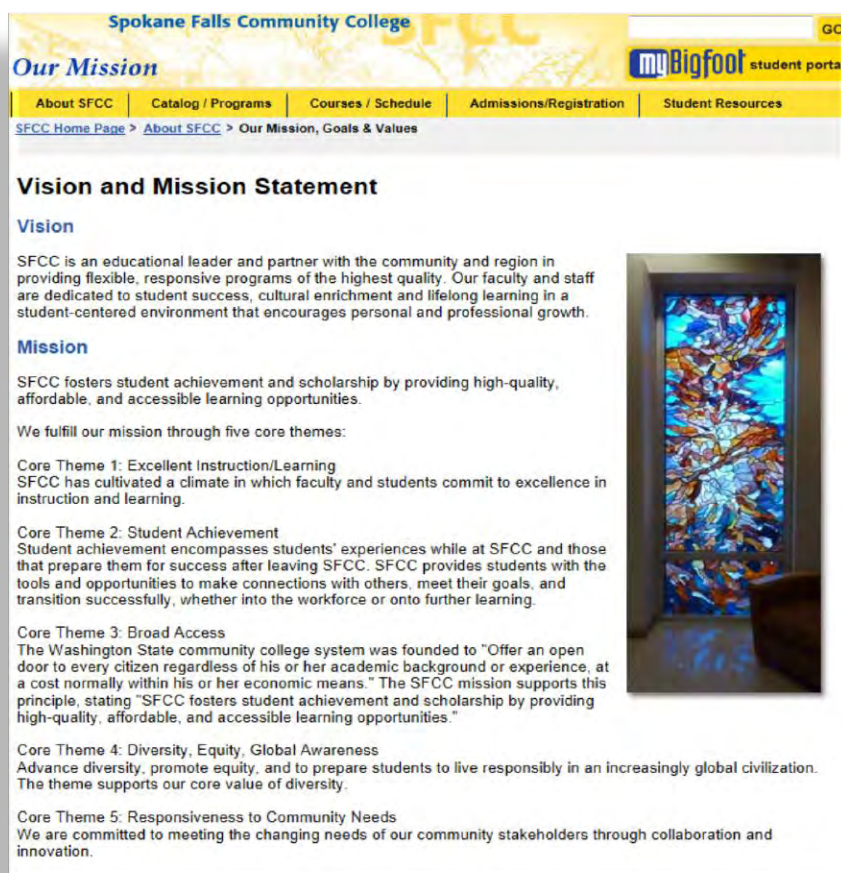 Spokane Falls Community College
SFCC
GO
Our Mission
myBigfoot student porta
About SFCC | Catalog / Programs | Courses / Schedule | Admissions/Registration | Student Resources
SFCC Home Page > About SFCC > Our Mission, Goals & Values
Vision and Mission Statement
Vision
SFCC is an educational leader and partner with the community and region in
providing flexible, responsive programs of the highest quality. Our faculty and staff
are dedicated to student success, cultural enrichment and lifelong learning in a
student-centered environment that encourages personal and professional growth.
Mission
SFCC fosters student achievement and scholarship by providing high-quality,
affordable, and accessible learning opportunities.
We fulfill our mission through five core themes:
Core Theme 1: Excellent Instruction/Learning
SFCC has cultivated a climate in which faculty and students commit to excellence in
instruction and learning.
Core Theme 2: Student Achievement
Student achievement encompasses students' experiences while at SFCC and those
that prepare them for success after leaving SFCC. SFCC provides students with the
tools and opportunities to make connections with others, meet their goals, and
transition successfully, whether into the workforce or onto further learning.
Core Theme 3: Broad Access
The Washington State community college system was founded to "Offer an open
door to every citizen regardless of his or her academic background or experience, at
a cost normally within his or her economic means." The SFCC mission supports this
principle, stating "SFCC fosters student achievement and scholarship by providing
high-quality, affordable, and accessible learning opportunities."
Core Theme 4: Diversity, Equity, Global Awareness
Advance diversity, promote equity, and to prepare students to live responsibly in an increasingly global civilization.
The theme supports our core value of diversity.
Core Theme 5: Responsiveness to Community Needs
We are committed to meeting the changing needs of our community stakeholders through collaboration and
innovation.